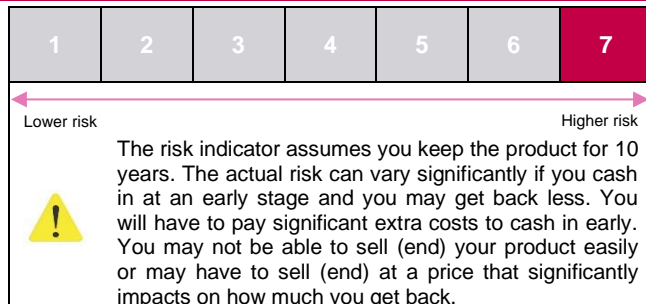 1 2 3 4 5 6 7
Lower risk Higher risk
The risk indicator assumes you keep the product for 10
years. The actual risk can vary significantly if you cash
in at an early stage and you may get back less. You
will have to pay significant extra costs to cash in early.
You may not be able to sell (end) your product easily
or may have to sell (end) at a price that significantly
impacts on how much you get back.